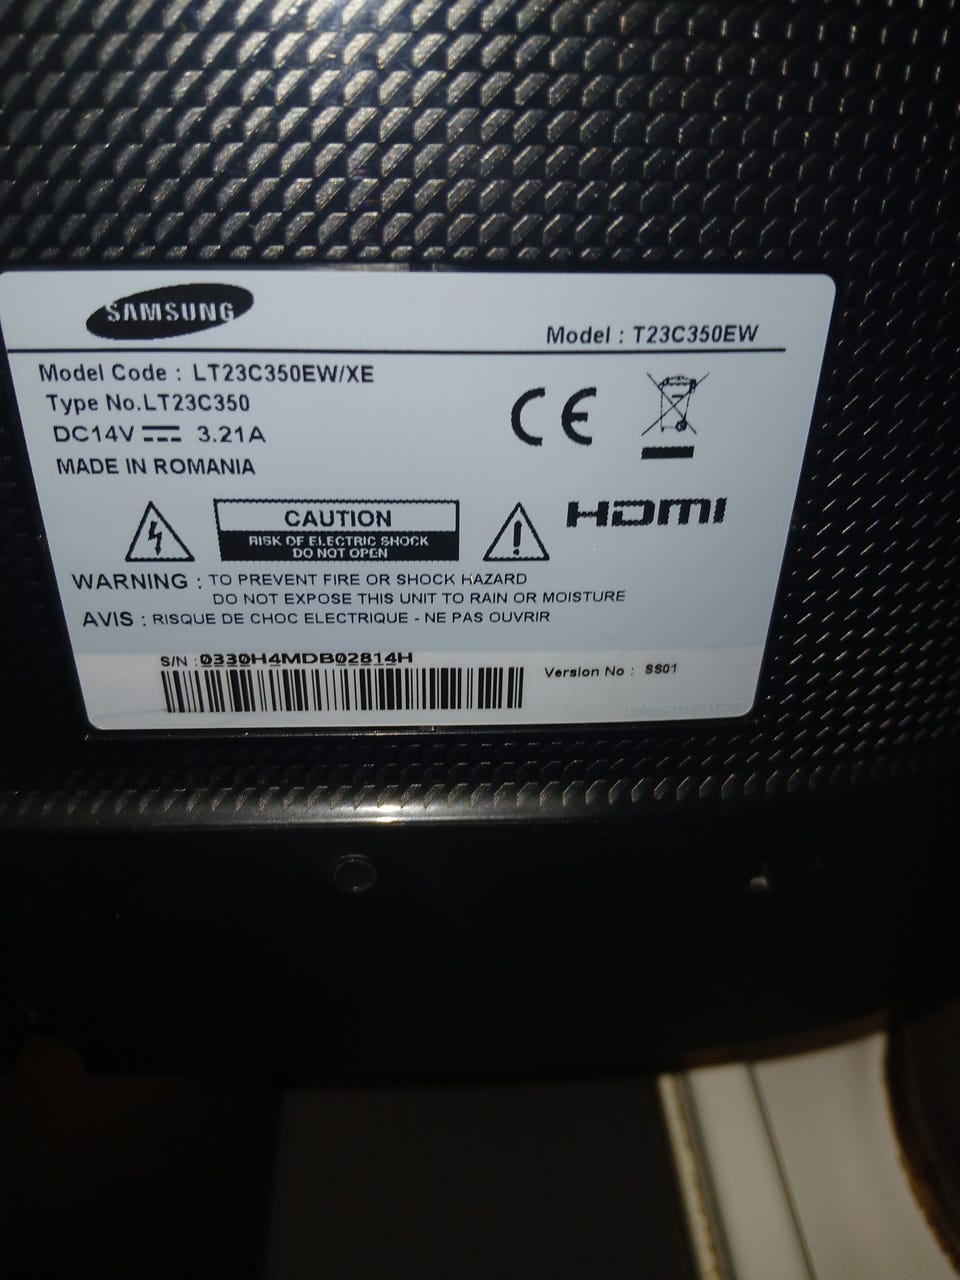 SAMSUNG
Model : T23C350EW
Model Code : LT23C350EW/XE
Type No.LT23C350
DC14V 3.21A
MADE IN ROMANIA
CE
HDMI
CAUTION
RISK OF ELECTRIC SHOCK
DO NOT OPEN
WARNING : TO PREVENT FIRE OR SHOCK HAZARD
DO NOT EXPOSE THIS UNIT TO RAIN OR MOISTURE
AVIS : RISQUE DE CHOC ELECTRIQUE - NE PAS OUVRIR
S/N : 0330H4MDB02814H
Version No : SS01